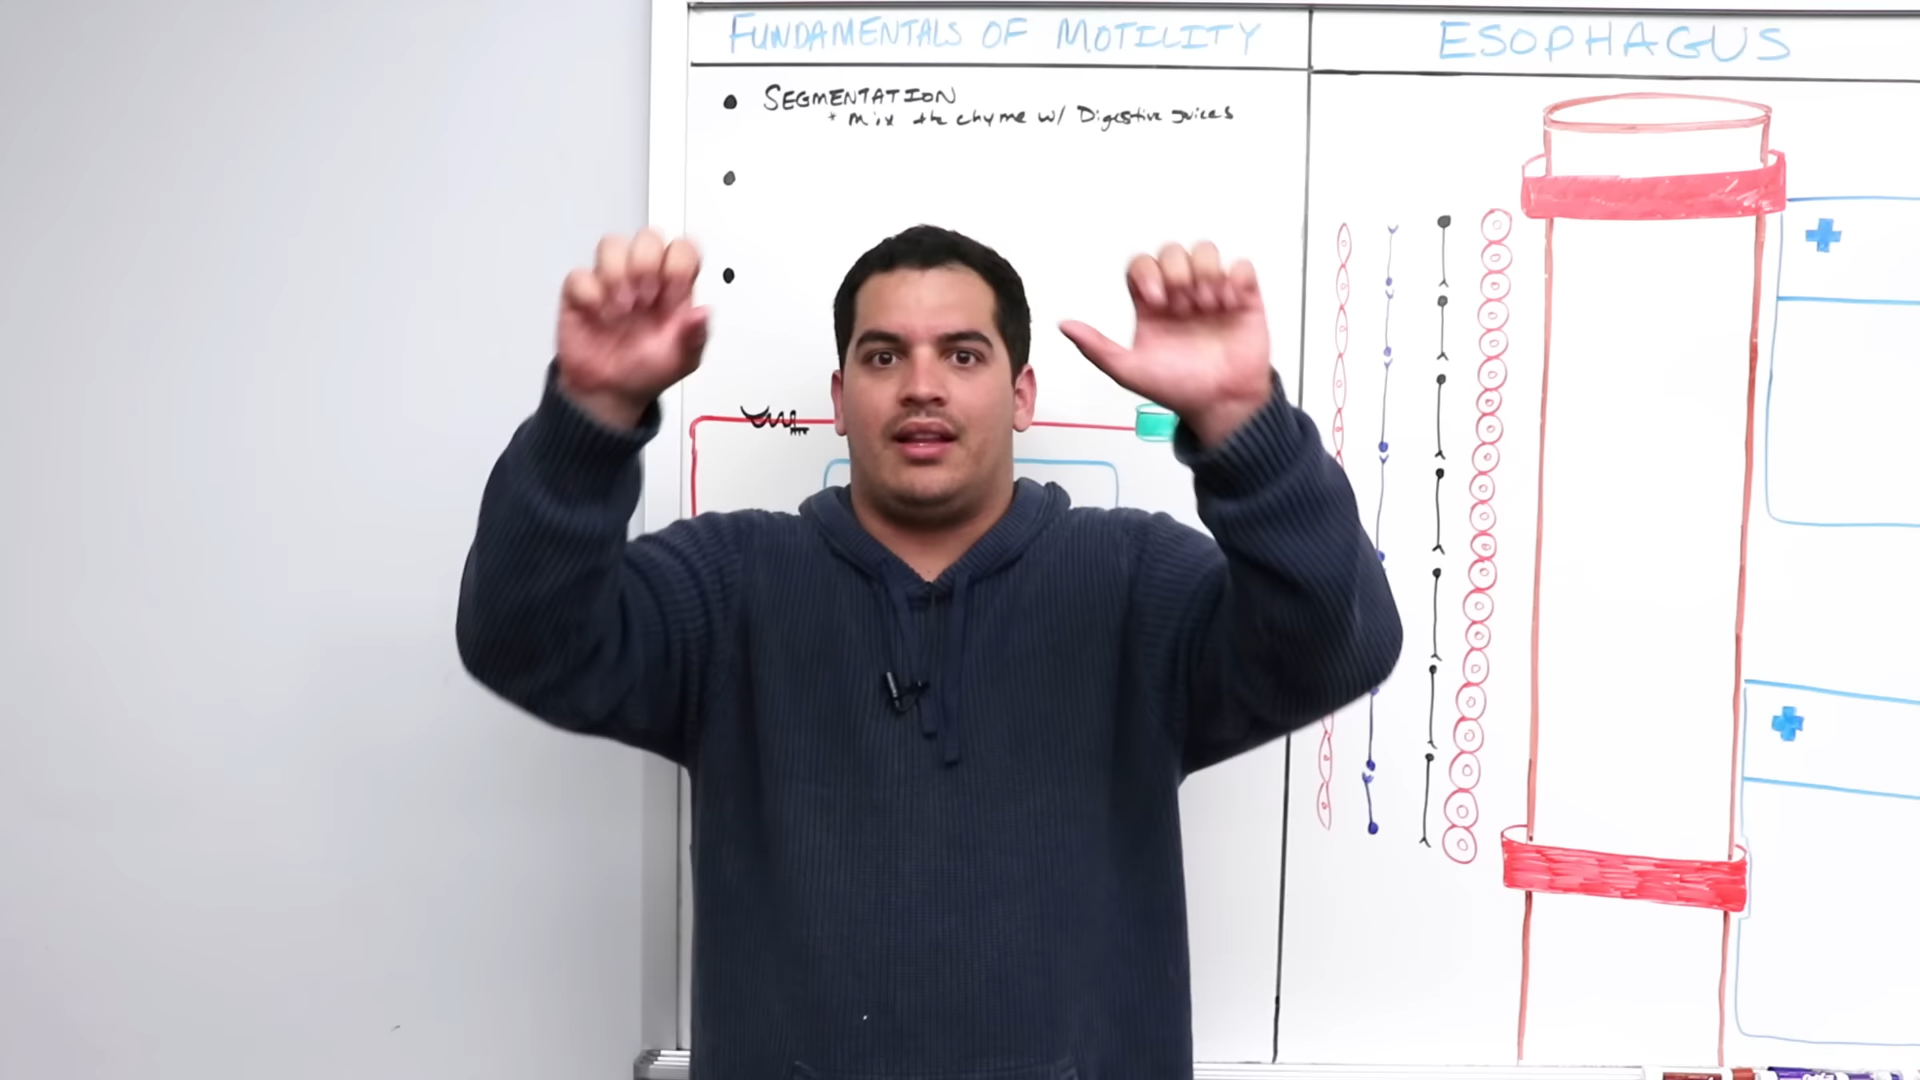 FUNDAMENTALS OF MOTILITY
ESOPHAGUS
• SEGMENTATION
* Mix the chyme w/ Digestive Juices